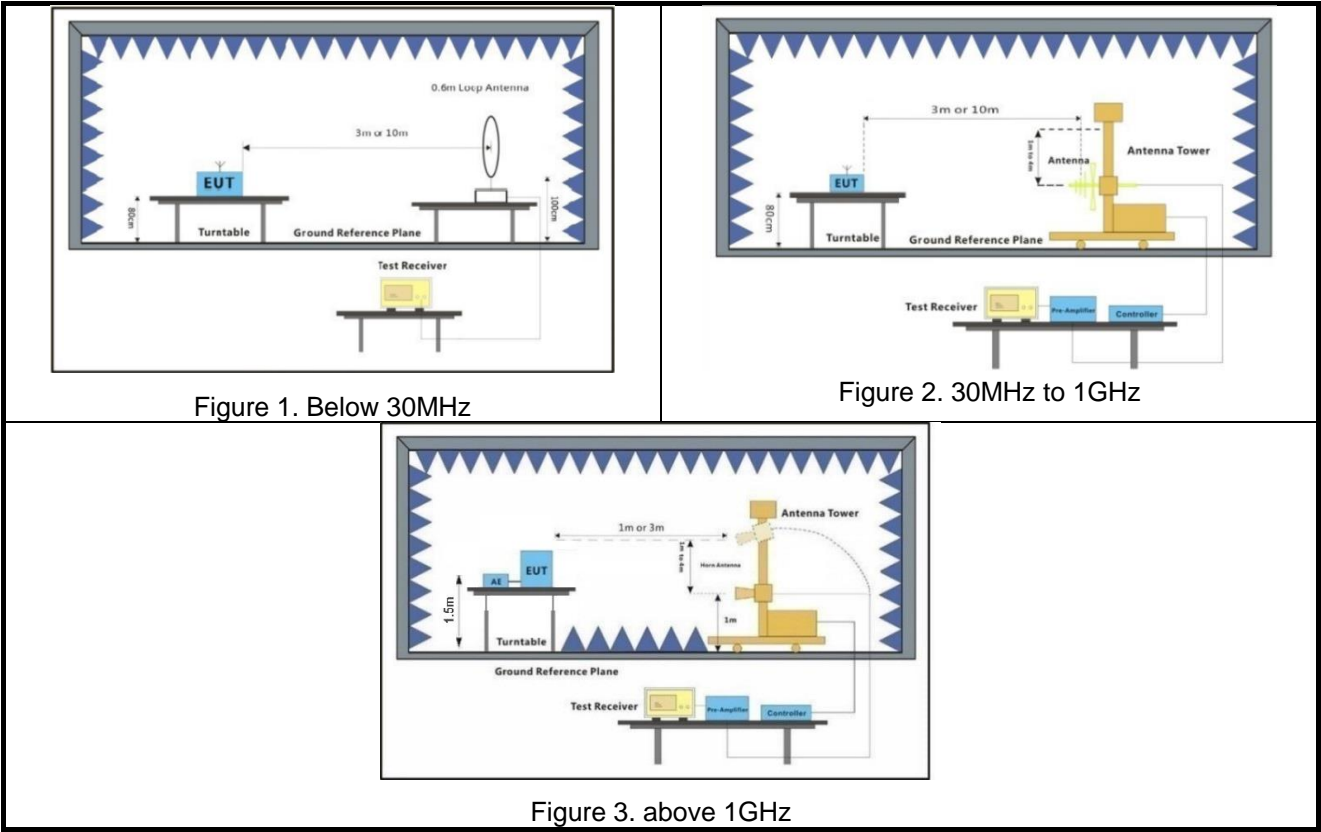 0.6m Loop Antenna
3m or 10m
EUT
80cm
100cm
Turntable
Ground Reference Plane
Test Receiver
Figure 1. Below 30MHz
3m or 10m
1m to 4m
Antenna
Antenna Tower
EUT
80cm
Turntable
Ground Reference Plane
Test Receiver
Pre-Amplifier
Controller
Figure 2. 30MHz to 1GHz
Antenna Tower
1m or 3m
1m to 4m
Horn Antenna
EUT
AE
1.5m
1m
Turntable
Ground Reference Plane
Test Receiver
Pre-Amplifier
Controller
Figure 3. above 1GHz